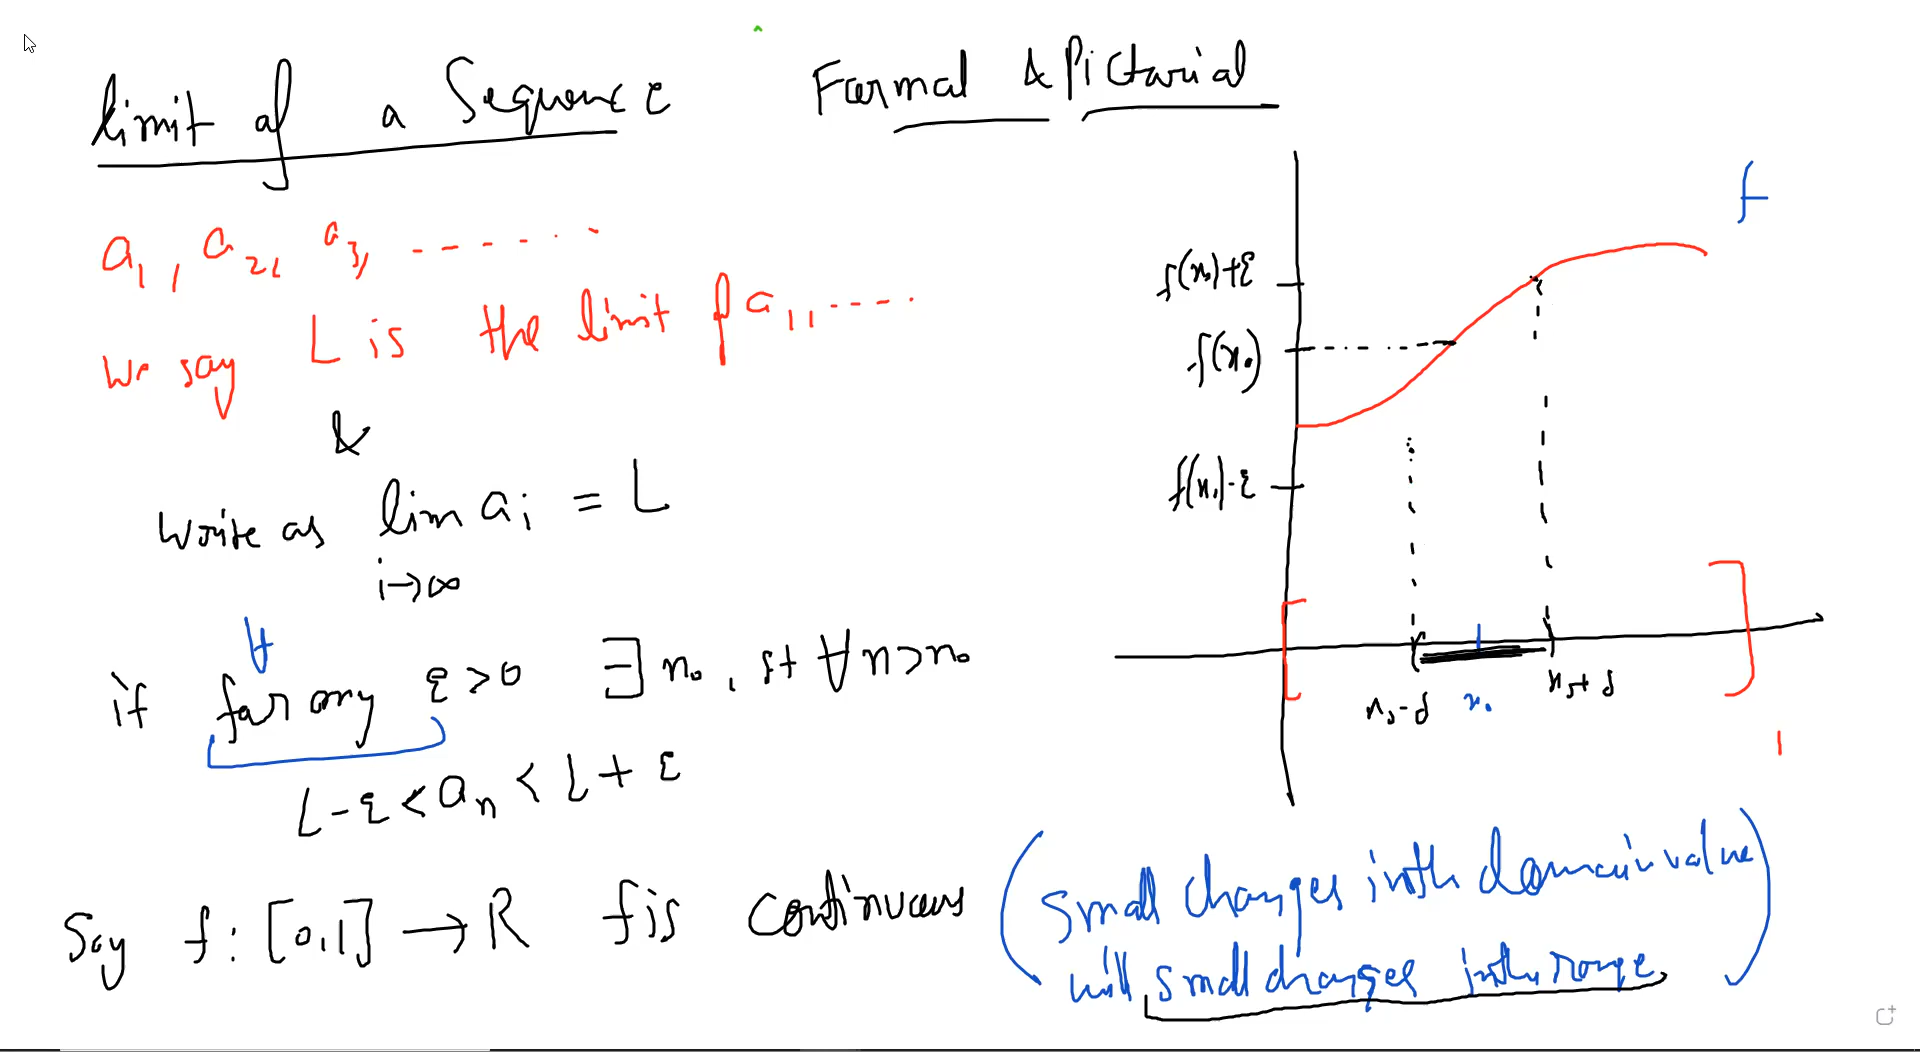 limit of a Sequence
Formal & Pictorial
a₁, a₂, a₃, ------
We say L is the limit of a₁, , ----
&
Write as lim aᵢ = L
i→∞
∀
if for any ε > 0 ∃ n₀, st ∀ n > n₀
L - ε < aₙ < L + ε
Say f: [0,1] → R f is continuous
(small changes in the domain value
will small changes in the range)
f
f(x₀)+ε
f(x₀)
f(x₀)-ε
x₀-δ x₀ x₀+δ
1